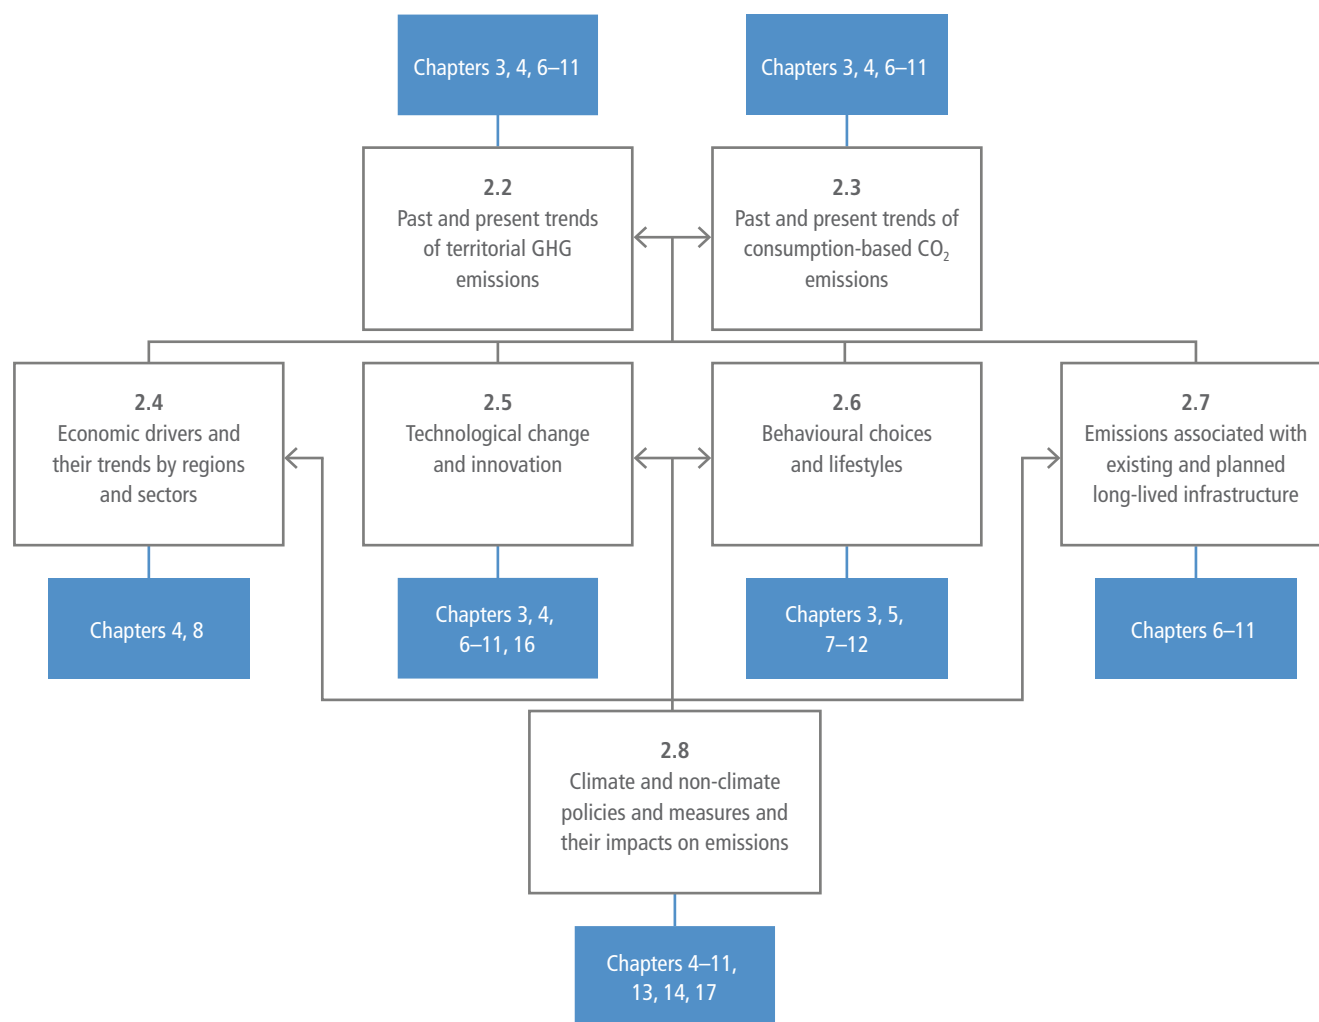 Chapters 3, 4, 6–11
Chapters 3, 4, 6–11
2.2
Past and present trends
of territorial GHG
emissions
2.3
Past and present trends of
consumption-based CO₂
emissions
2.4
Economic drivers and
their trends by regions
and sectors
2.5
Technological change
and innovation
2.6
Behavioural choices
and lifestyles
2.7
Emissions associated with
existing and planned
long-lived infrastructure
Chapters 4, 8
Chapters 3, 4,
6–11, 16
Chapters 3, 5,
7–12
Chapters 6–11
2.8
Climate and non-climate
policies and measures and
their impacts on emissions
Chapters 4–11,
13, 14, 17